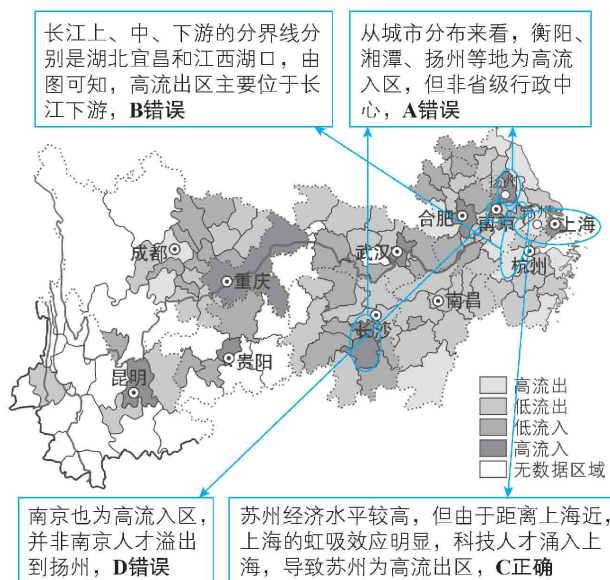 长江上、中、下游的分界线分
别是湖北宜昌和江西湖口，由
图可知，高流出区主要位于长
江下游，B错误
从城市分布来看，衡阳、
湘潭、扬州等地为高流
入区，但非省级行政中
心，A错误
扬州
合肥
南京
苏州
上海
成都
武汉
杭州
重庆
南昌
长沙
贵阳
昆明
高流出
低流出
低流入
高流入
无数据区域
南京也为高流入区，
并非南京人才溢出
到扬州，D错误
苏州经济水平较高，但由于距离上海近，
上海的虹吸效应明显，科技人才涌入上
海，导致苏州为高流出区，C正确